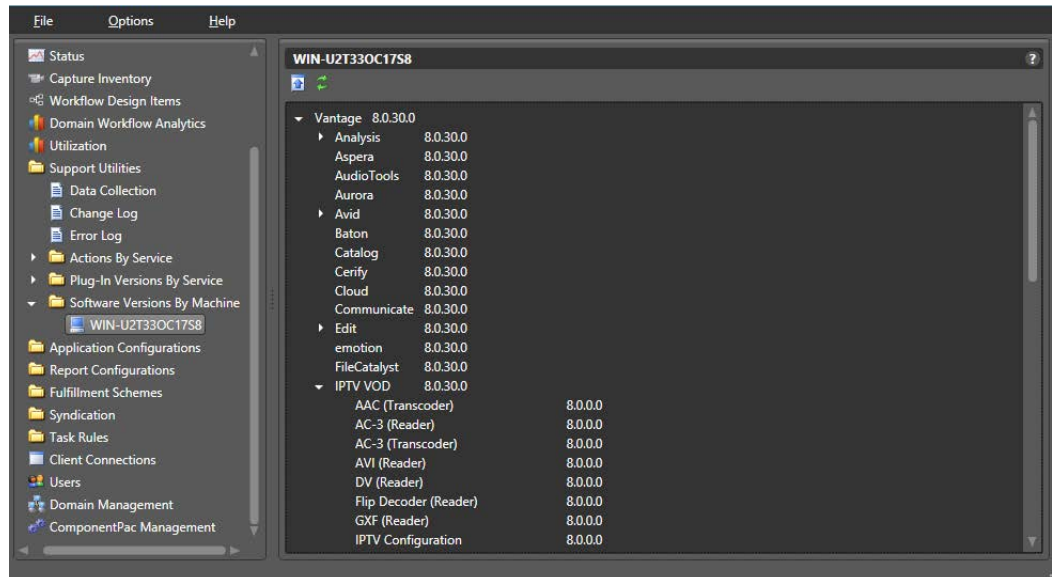 File Options Help
Status
Capture Inventory
Workflow Design Items
Domain Workflow Analytics
Utilization
Support Utilities
Data Collection
Change Log
Error Log
Actions By Service
Plug-In Versions By Service
Software Versions By Machine
WIN-U2T33OC17S8
Application Configurations
Report Configurations
Fulfillment Schemes
Syndication
Task Rules
Client Connections
Users
Domain Management
ComponentPac Management
WIN-U2T33OC17S8 ?
Vantage 8.0.30.0
Analysis 8.0.30.0
Aspera 8.0.30.0
AudioTools 8.0.30.0
Aurora 8.0.30.0
Avid 8.0.30.0
Baton 8.0.30.0
Catalog 8.0.30.0
Cerify 8.0.30.0
Cloud 8.0.30.0
Communicate 8.0.30.0
Edit 8.0.30.0
emotion 8.0.30.0
FileCatalyst 8.0.30.0
IPTV VOD 8.0.30.0
AAC (Transcoder) 8.0.0.0
AC-3 (Reader) 8.0.0.0
AC-3 (Transcoder) 8.0.0.0
AVI (Reader) 8.0.0.0
DV (Reader) 8.0.0.0
Flip Decoder (Reader) 8.0.0.0
GXF (Reader) 8.0.0.0
IPTV Configuration 8.0.0.0